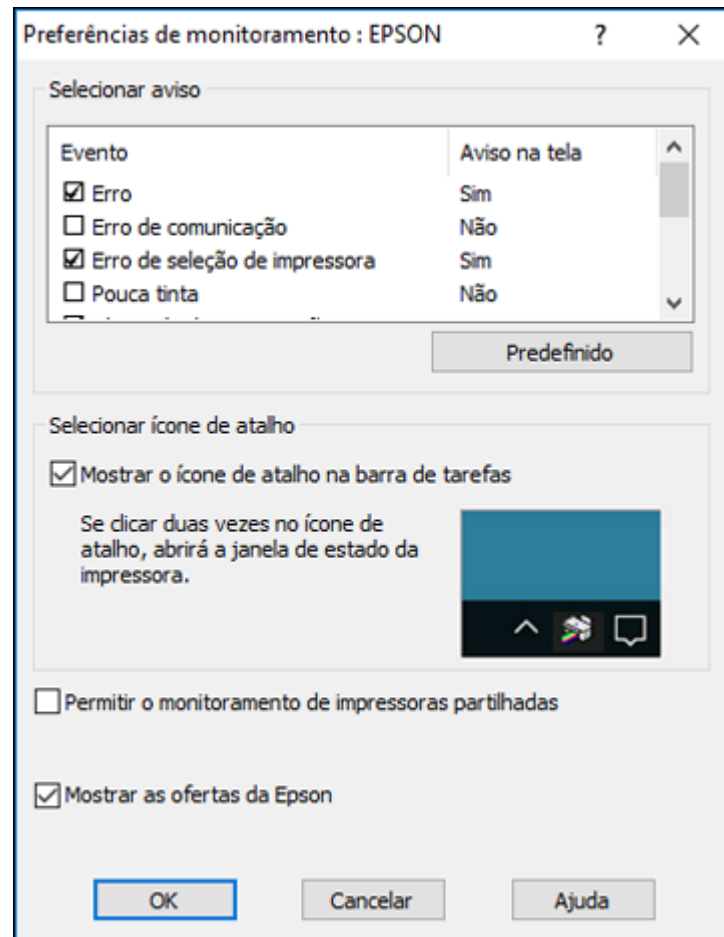 Preferências de monitoramento : EPSON ? ✕
Selecionar aviso
Evento Aviso na tela
Erro Sim
Erro de comunicação Não
Erro de seleção de impressora Sim
Pouca tinta Não
Predefinido
Selecionar ícone de atalho
Mostrar o ícone de atalho na barra de tarefas
Se clicar duas vezes no ícone de
atalho, abrirá a janela de estado da
impressora.
Permitir o monitoramento de impressoras partilhadas
Mostrar as ofertas da Epson
OK Cancelar Ajuda